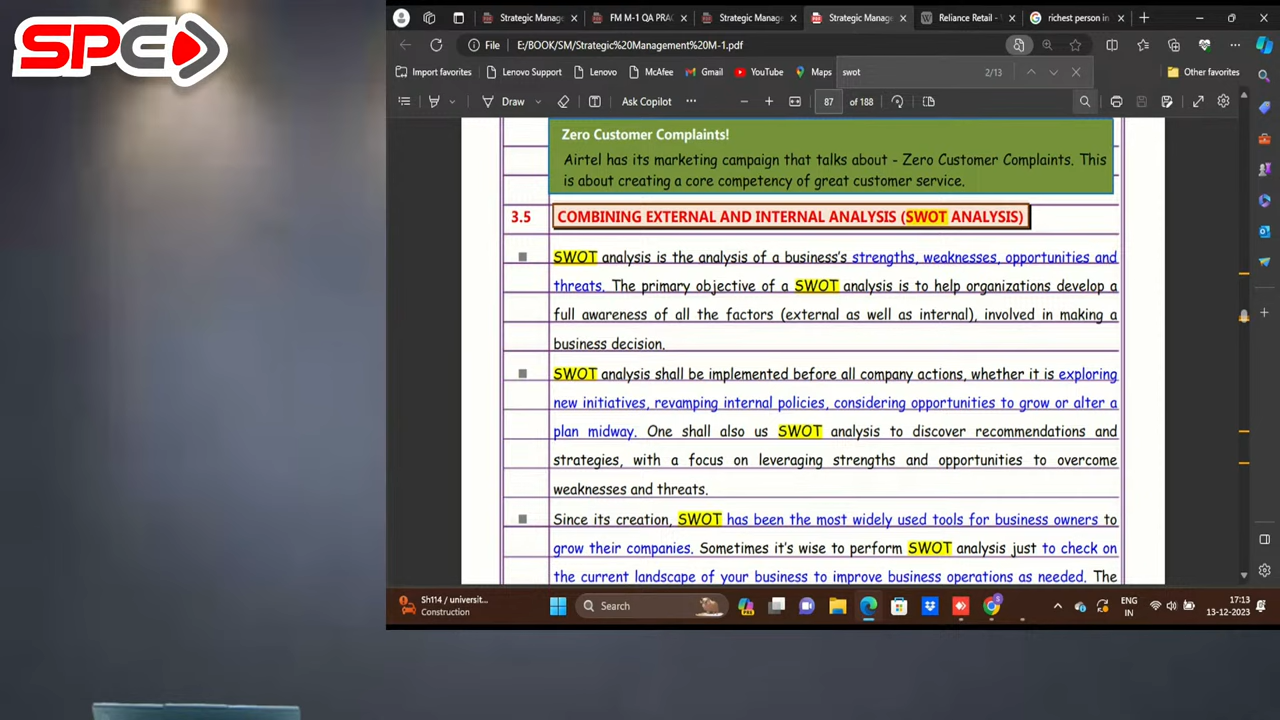 SPC
Strategic Manage
FM M-1 QA PRAC
Strategic Manage
Strategic Manage
Reliance Retail - W
richest person in
File
E:/BOOK/SM/Strategic%20Management%20M-1.pdf
Import favorites
Lenovo Support
Lenovo
McAfee
Gmail
YouTube
Maps
swot
2/13
Other favorites
Draw
Ask Copilot
87
of 188
Zero Customer Complaints!
Airtel has its marketing campaign that talks about - Zero Customer Complaints. This
is about creating a core competency of great customer service.
3.5
COMBINING EXTERNAL AND INTERNAL ANALYSIS (SWOT ANALYSIS)
SWOT analysis is the analysis of a business's strengths, weaknesses, opportunities and
threats. The primary objective of a SWOT analysis is to help organizations develop a
full awareness of all the factors (external as well as internal), involved in making a
business decision.
SWOT analysis shall be implemented before all company actions, whether it is exploring
new initiatives, revamping internal policies, considering opportunities to grow or alter a
plan midway. One shall also us SWOT analysis to discover recommendations and
strategies, with a focus on leveraging strengths and opportunities to overcome
weaknesses and threats.
Since its creation, SWOT has been the most widely used tools for business owners to
grow their companies. Sometimes it's wise to perform SWOT analysis just to check on
the current landscape of your business to improve business operations as needed. The
Sh114 / universit...
Construction
Search
ENG
IN
17:13
13-12-2023